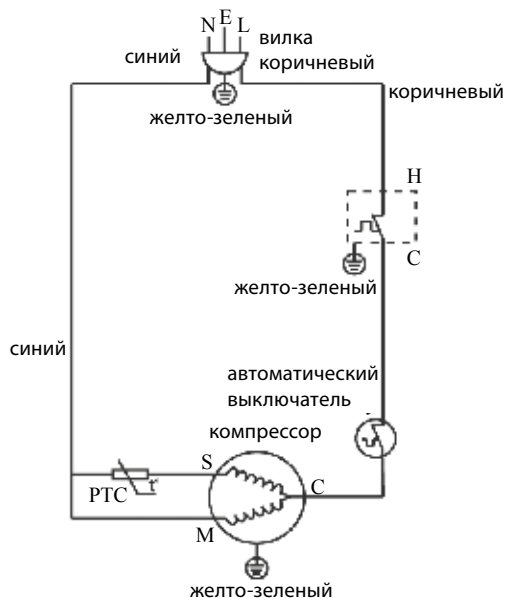 N E L
вилка
синий
коричневый
коричневый
желто-зеленый
H
C
желто-зеленый
синий
автоматический
выключатель
компрессор
S
C
PTC
t°
M
желто-зеленый